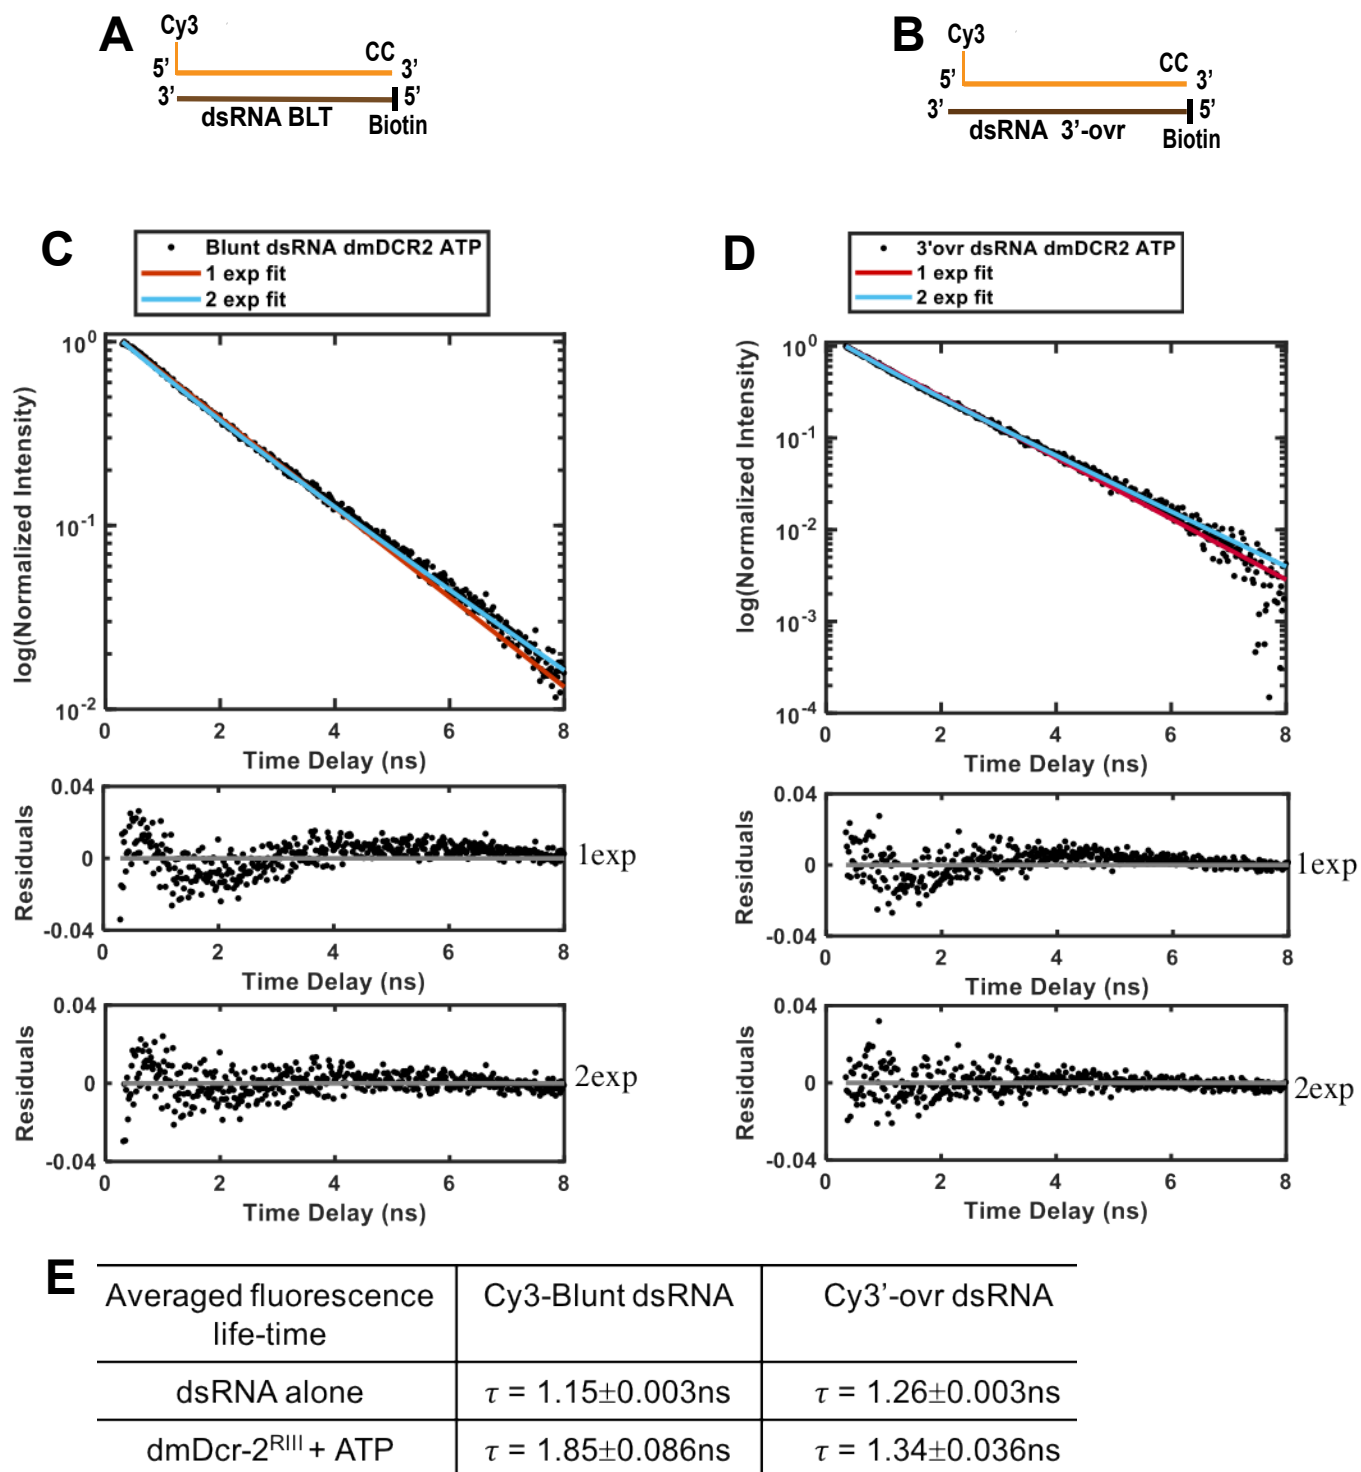 A
Cy3
CC
5’
3’
3’
5’
dsRNA BLT
Biotin
B
Cy3
CC
5’
3’
3’
5’
dsRNA 3’-ovr
Biotin
C
Blunt dsRNA dmDCR2 ATP
1 exp fit
2 exp fit
log(Normalized Intensity)
10⁰
10⁻¹
10⁻²
0 2 4 6 8
Time Delay (ns)
Residuals
0.04
0
-0.04
1exp
0 2 4 6 8
Time Delay (ns)
Residuals
0.04
0
-0.04
2exp
0 2 4 6 8
Time Delay (ns)
D
3'ovr dsRNA dmDCR2 ATP
1 exp fit
2 exp fit
log(Normalized Intensity)
10⁰
10⁻¹
10⁻²
10⁻³
10⁻⁴
0 2 4 6 8
Time Delay (ns)
Residuals
0.04
0
-0.04
1exp
0 2 4 6 8
Time Delay (ns)
Residuals
0.04
0
-0.04
2exp
0 2 4 6 8
Time Delay (ns)
E
Averaged fluorescence
life-time
Cy3-Blunt dsRNA
Cy3’-ovr dsRNA
dsRNA alone
τ = 1.15±0.003ns
τ = 1.26±0.003ns
dmDcr-2ᴿᴵᴵᴵ + ATP
τ = 1.85±0.086ns
τ = 1.34±0.036ns